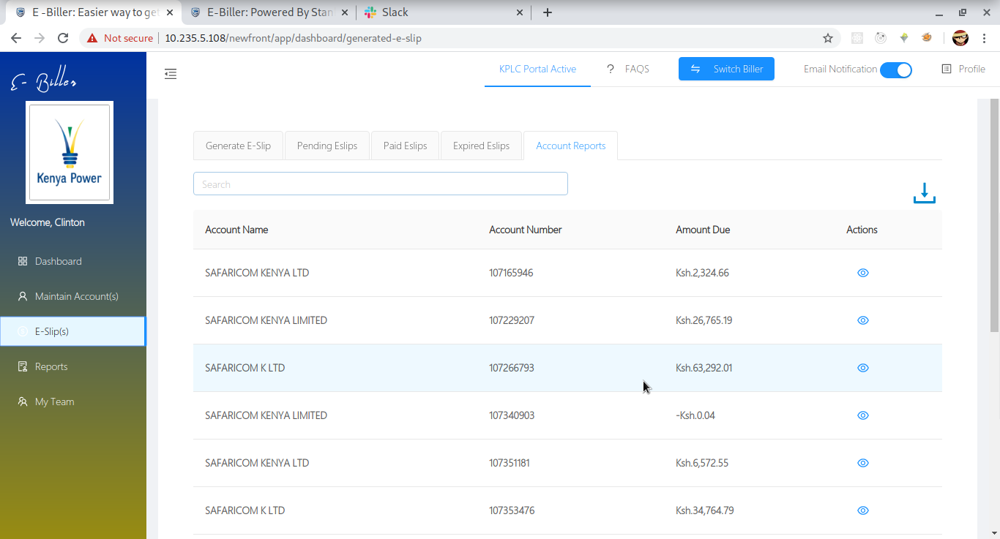 E -Biller: Easier way to get
E-Biller: Powered By Stan
Slack
Not secure
10.235.5.108/newfront/app/dashboard/generated-e-slip
E- Biller
KPLC Portal Active
? FAQS
Switch Biller
Email Notification
Profile
Kenya Power
Welcome, Clinton
Dashboard
Maintain Account(s)
E-Slip(s)
Reports
My Team
Generate E-Slip
Pending Eslips
Paid Eslips
Expired Eslips
Account Reports
Search
Account Name Account Number Amount Due Actions
SAFARICOM KENYA LTD 107165946 Ksh.2,324.66
SAFARICOM KENYA LIMITED 107229207 Ksh.26,765.19
SAFARICOM K LTD 107266793 Ksh.63,292.01
SAFARICOM KENYA LIMITED 107340903 -Ksh.0.04
SAFARICOM KENYA LTD 107351181 Ksh.6,572.55
SAFARICOM K LTD 107353476 Ksh.34,764.79